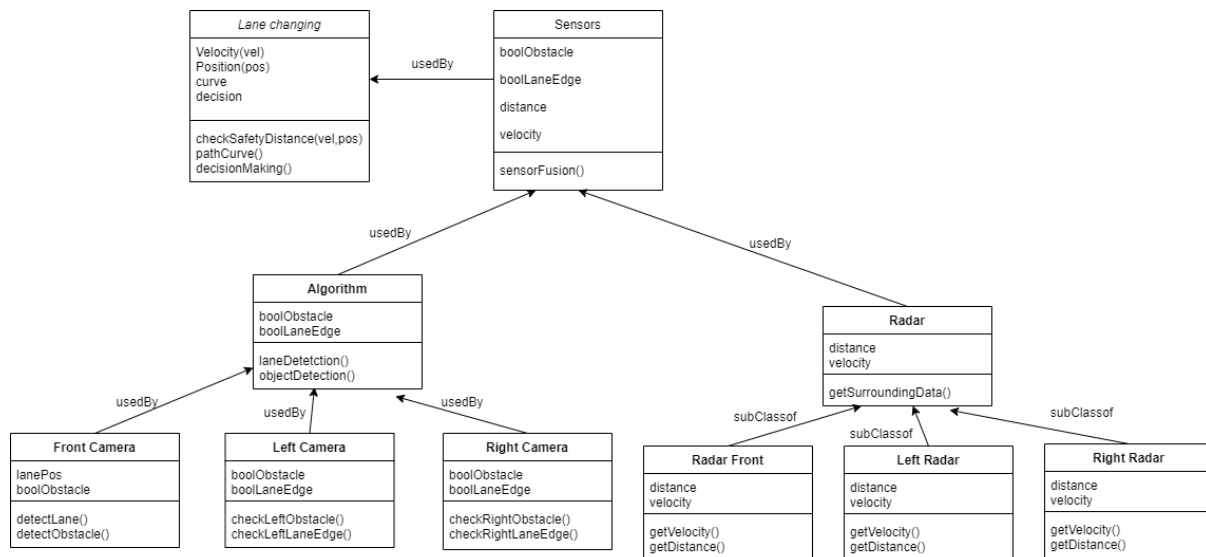 Lane changing
Velocity(vel)
Position(pos)
curve
decision
checkSafetyDistance(vel,pos)
pathCurve()
decisionMaking()
usedBy
Sensors
boolObstacle
boolLaneEdge
distance
velocity
sensorFusion()
usedBy
usedBy
Algorithm
boolObstacle
boolLaneEdge
laneDetetction()
objectDetection()
Radar
distance
velocity
getSurroundingData()
usedBy
usedBy
usedBy
subClassof
subClassof
subClassof
Front Camera
lanePos
boolObstacle
detectLane()
detectObstacle()
Left Camera
boolObstacle
boolLaneEdge
checkLeftObstacle()
checkLeftLaneEdge()
Right Camera
boolObstacle
boolLaneEdge
checkRightObstacle()
checkRightLaneEdge()
Radar Front
distance
velocity
getVelocity()
getDistance()
Left Radar
distance
velocity
getVelocity()
getDistance()
Right Radar
distance
velocity
getVelocity()
getDistance()